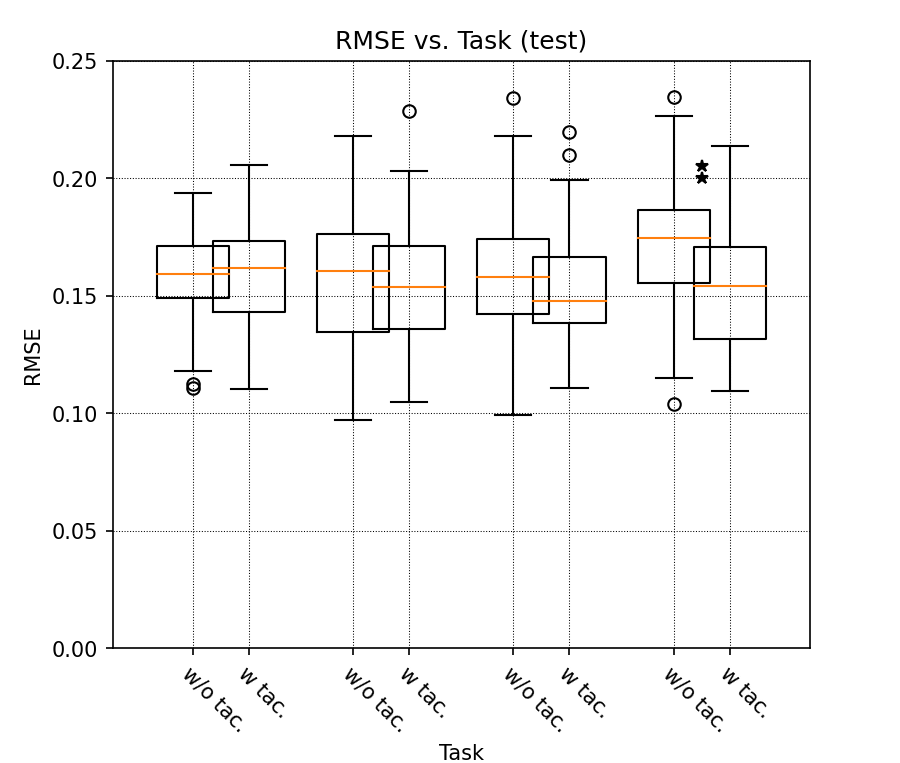 RMSE vs. Task (test)
0.25
0.20
0.15
0.10
0.05
0.00
RMSE
w/o tac.
w tac.
w/o tac.
w tac.
w/o tac.
w tac.
w/o tac.
w tac.
Task